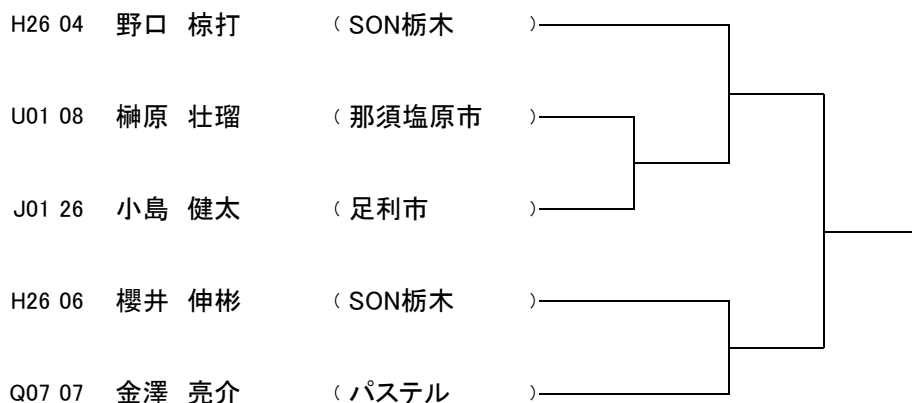 H26 04 野口 椋打 ( SON栃木 )
U01 08 榊原 壮瑠 ( 那須塩原市 )
J01 26 小島 健太 ( 足利市 )
H26 06 櫻井 伸彬 ( SON栃木 )
Q07 07 金澤 亮介 ( パステル )